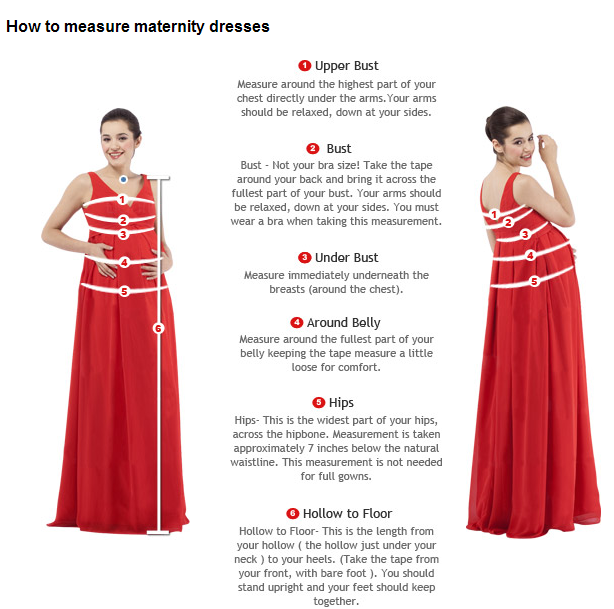 How to measure maternity dresses
1 Upper Bust
Measure around the highest part of your
chest directly under the arms.Your arms
should be relaxed, down at your sides.
2 Bust
Bust - Not your bra size! Take the tape
around your back and bring it across the
fullest part of your bust. Your arms should
be relaxed, down at your sides. You must
wear a bra when taking this measurement.
3 Under Bust
Measure immediately underneath the
breasts (around the chest).
4 Around Belly
Measure around the fullest part of your
belly keeping the tape measure a little
loose for comfort.
5 Hips
Hips- This is the widest part of your hips,
across the hipbone. Measurement is taken
approximately 7 inches below the natural
waistline. This measurement is not needed
for full gowns.
6 Hollow to Floor
Hollow to Floor- This is the length from
your hollow ( the hollow just under your
neck ) to your heels. (Take the tape from
your front, with bare foot ). You should
stand upright and your feet should keep
together.
1
2
3
4
5
6
1
2
3
4
5